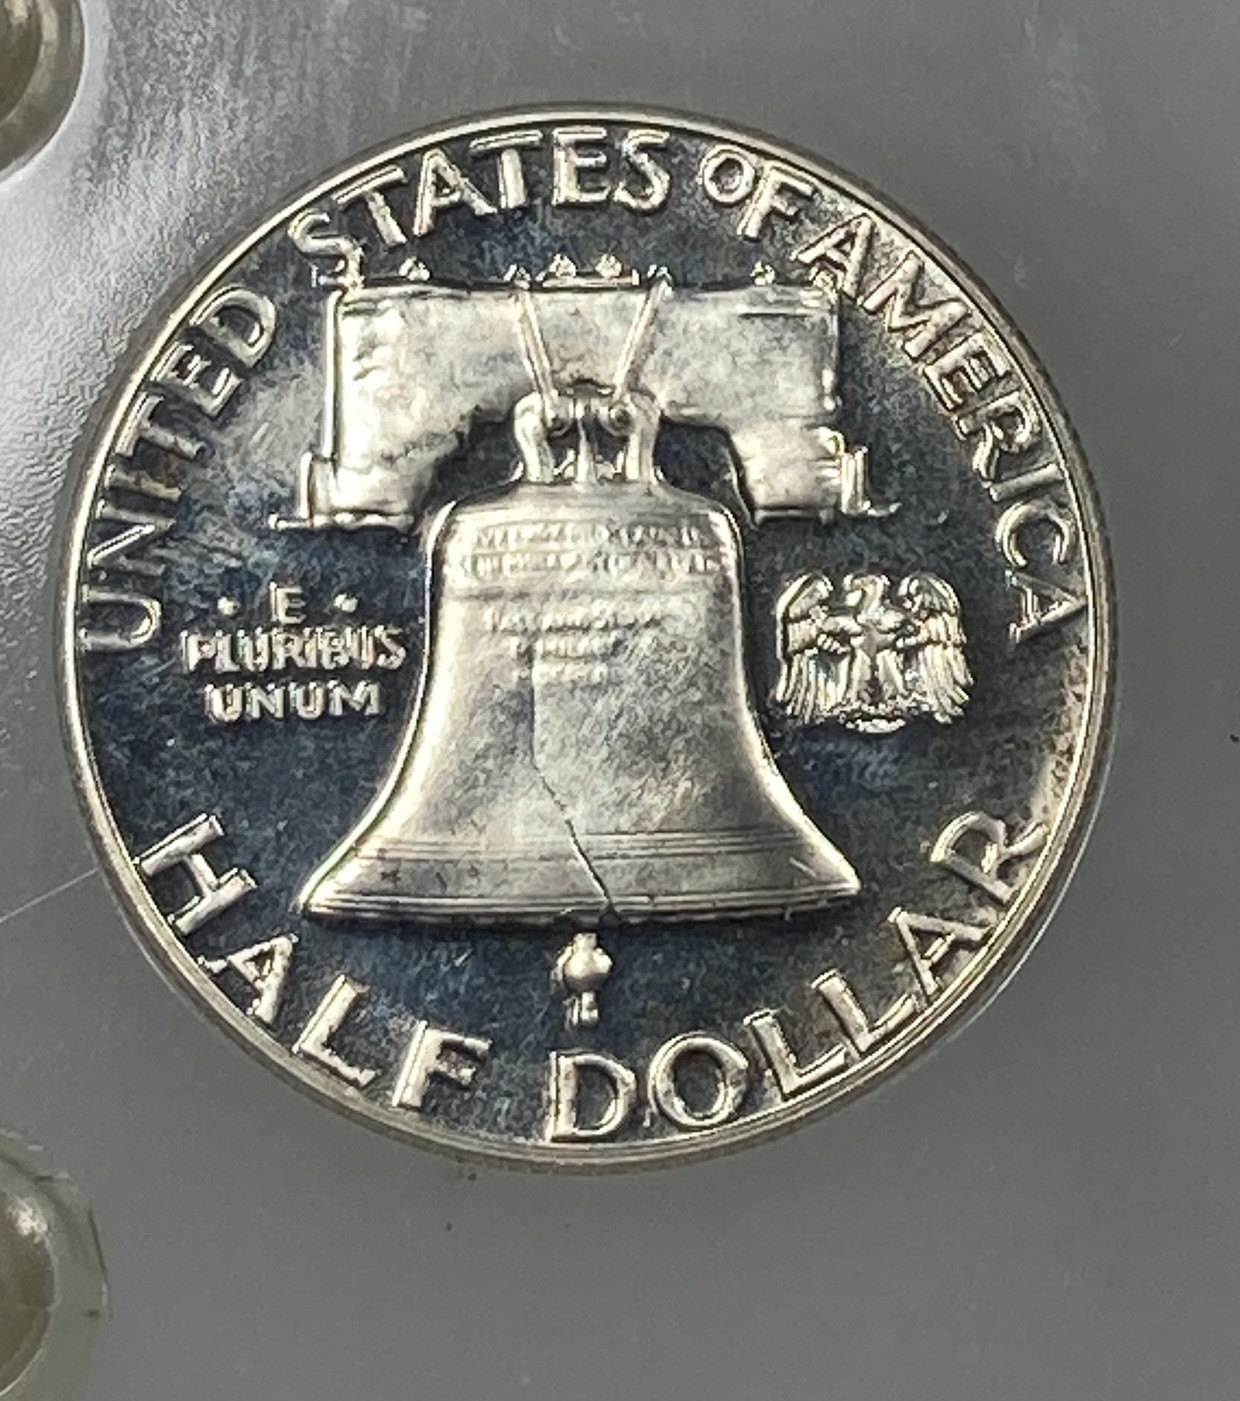 UNITED STATES OF AMERICA
· E ·
PLURIBUS
UNUM
HALF DOLLAR